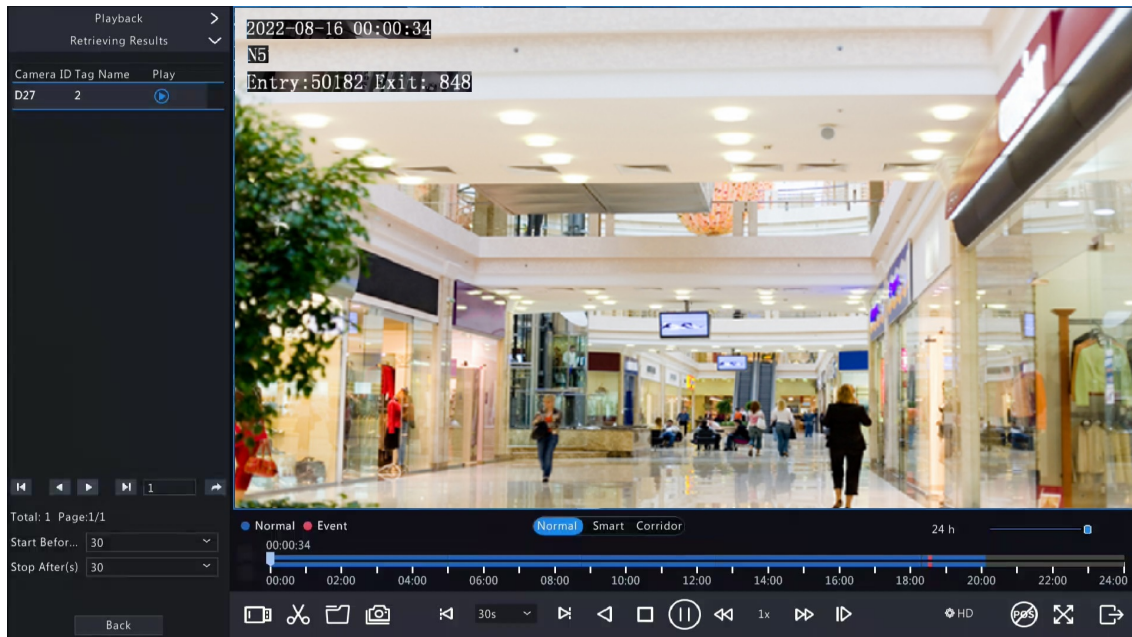 Playback
Retrieving Results
Camera ID Tag Name Play
D27 2
1
Total: 1 Page:1/1
Start Befor... 30
Stop After(s) 30
Back
2022-08-16 00:00:34
N5
Entry:50182 Exit: 848
Normal Event
Normal Smart Corridor
24 h
00:00:34
00:00 02:00 04:00 06:00 08:00 10:00 12:00 14:00 16:00 18:00 20:00 22:00 24:00
30s
1x
HD
POS